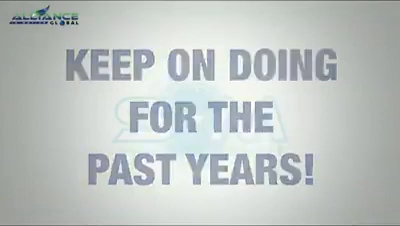 ALLIANCE
GLOBAL
KEEP ON DOING
FOR THE
PAST YEARS!